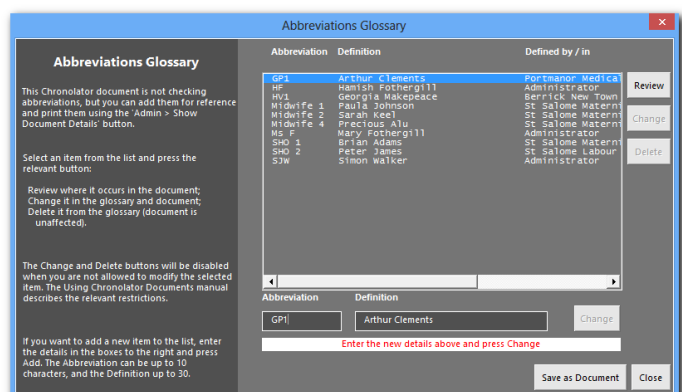 Abbreviations Glossary
Abbreviations Glossary
This Chronolator document is not checking
abbreviations, but you can add them for reference
and print them using the 'Admin > Show
Document Details' button.
Select an item from the list and press the
relevant button:
Review where it occurs in the document;
Change it in the glossary and document;
Delete it from the glossary (document is
unaffected).
The Change and Delete buttons will be disabled
when you are not allowed to modify the selected
item. The Using Chronolator Documents manual
describes the relevant restrictions.
If you want to add a new item to the list, enter
the details in the boxes to the right and press
Add. The Abbreviation can be up to 10
characters, and the Definition up to 30.
Abbreviation Definition Defined by / in
GP1 Arthur Clements Portmanor Medical
HF Hamish Fothergill Administrator
HV1 Georgia Makepeace Berrick New Town
Midwife 1 Paula Johnson St Salome Materni
Midwife 2 Sarah Keel St Salome Materni
Midwife 4 Precious Alu St Salome Materni
Ms F Mary Fothergill Administrator
SHO 1 Brian Adams St Salome Materni
SHO 2 Peter James St Salome Labour
SJW Simon Walker Administrator
Review
Change
Delete
Abbreviation Definition
GP1 Arthur Clements Change
Enter the new details above and press Change
Save as Document Close